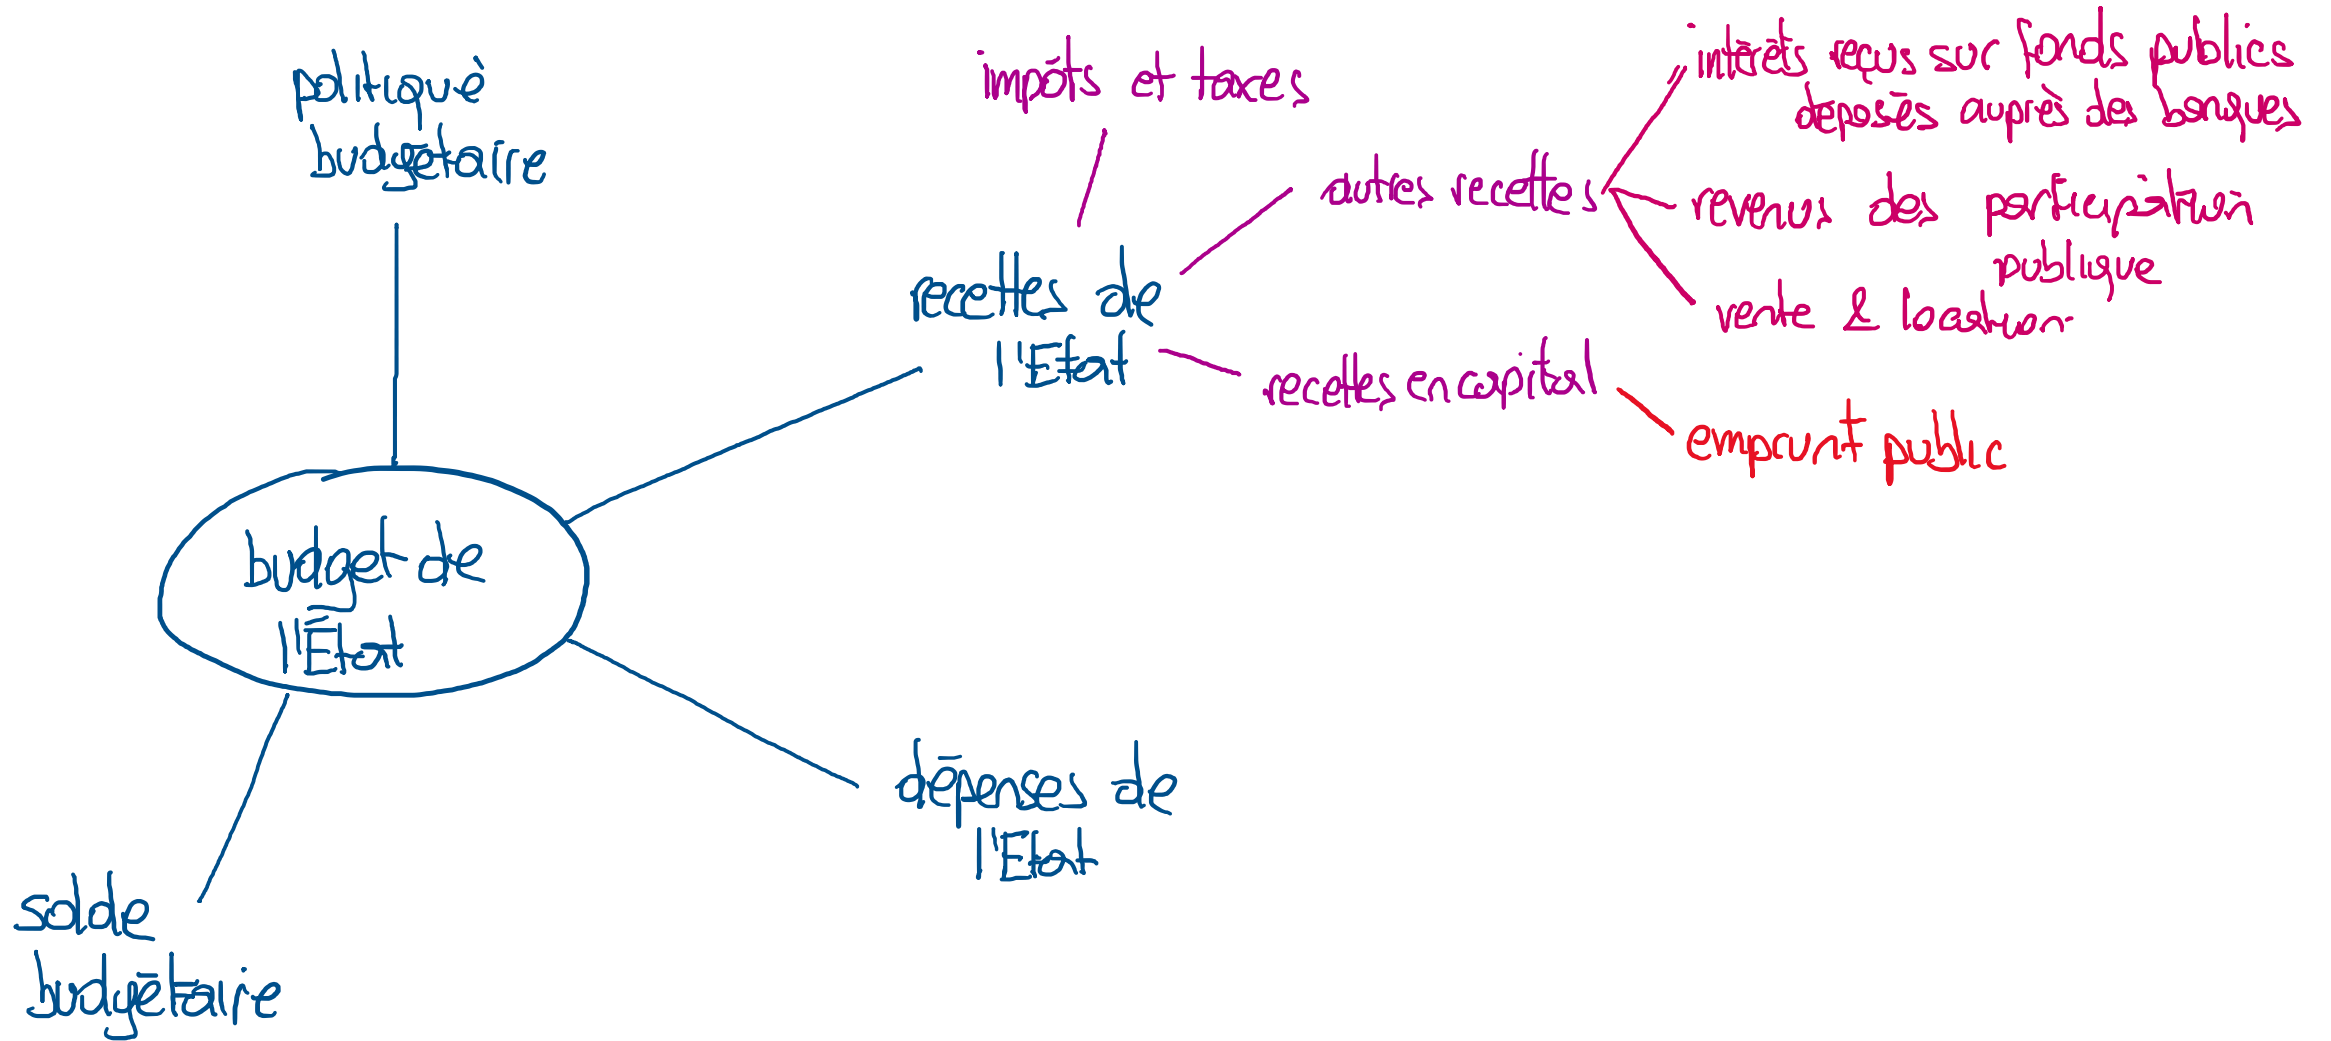 politique
budgétaire
impôts et taxes
autres recettes
intérêts reçus sur fonds publics
déposés auprès des banques
revenus des participation
publique
vente & location
recettes de
l'Etat
recettes en capital
emprunt public
budget de
l'État
dépenses de
l'Etat
solde
budgétaire